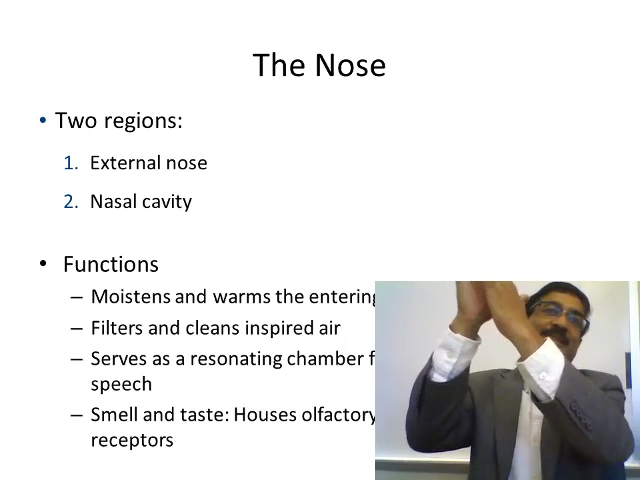 The Nose
• Two regions:
1. External nose
2. Nasal cavity
• Functions
– Moistens and warms the entering
– Filters and cleans inspired air
– Serves as a resonating chamber
speech
– Smell and taste: Houses olfactory
receptors